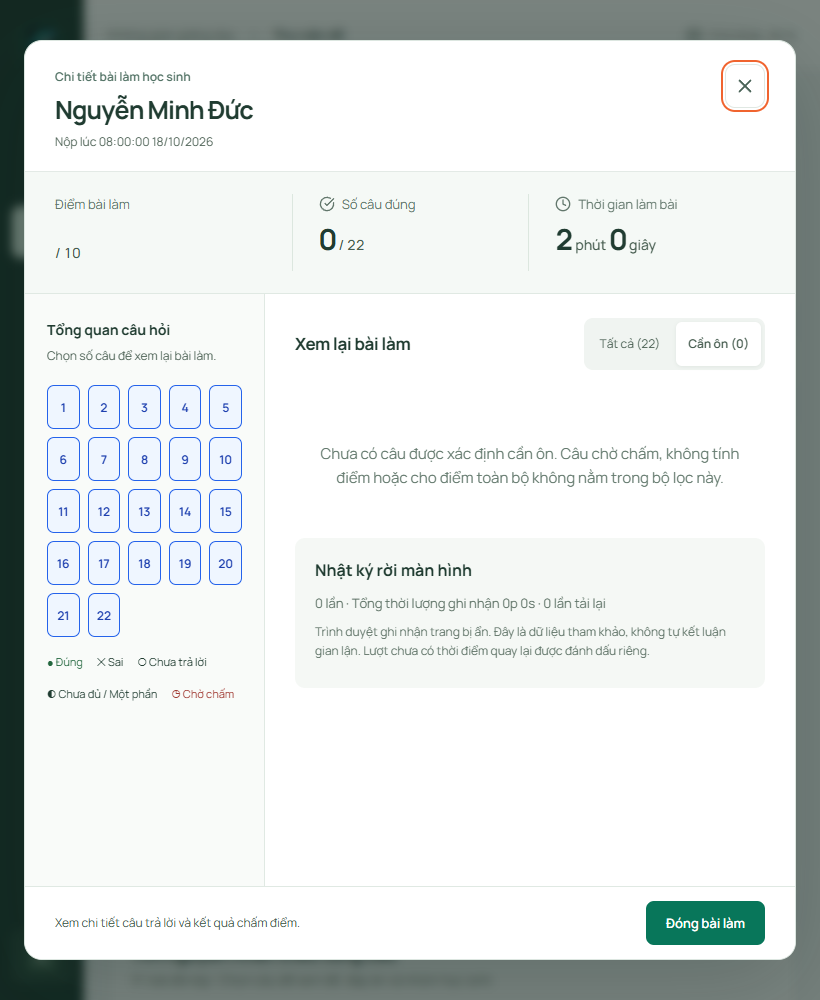 Chi tiết bài làm học sinh
Nguyễn Minh Đức
Nộp lúc 08:00:00 18/10/2026
Điểm bài làm
/ 10
Số câu đúng
0 / 22
Thời gian làm bài
2 phút 0 giây
Tổng quan câu hỏi
Chọn số câu để xem lại bài làm.
1 2 3 4 5
6 7 8 9 10
11 12 13 14 15
16 17 18 19 20
21 22
Đúng Sai Chưa trả lời
Chưa đủ / Một phần Chờ chấm
Xem lại bài làm
Tất cả (22) Cần ôn (0)
Chưa có câu được xác định cần ôn. Câu chờ chấm, không tính
điểm hoặc cho điểm toàn bộ không nằm trong bộ lọc này.
Nhật ký rời màn hình
0 lần · Tổng thời lượng ghi nhận 0p 0s · 0 lần tải lại
Trình duyệt ghi nhận trang bị ẩn. Đây là dữ liệu tham khảo, không tự kết luận
gian lận. Lượt chưa có thời điểm quay lại được đánh dấu riêng.
Xem chi tiết câu trả lời và kết quả chấm điểm.
Đóng bài làm